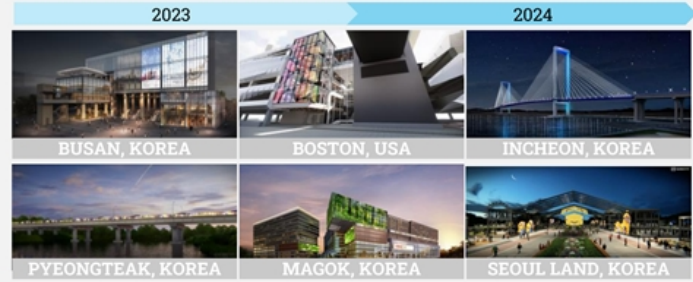 2023
2024
BUSAN, KOREA
BOSTON, USA
INCHEON, KOREA
PYEONGTEAK, KOREA
MAGOK, KOREA
SEOUL LAND, KOREA